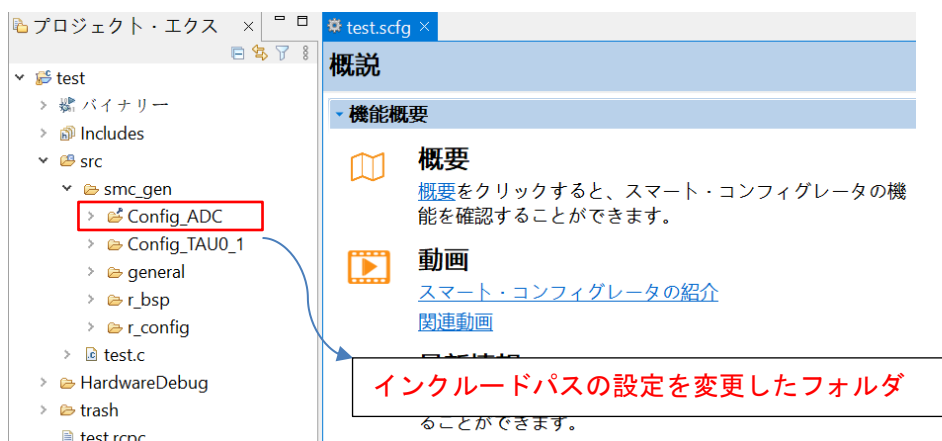 プロジェクト・エクス
test
バイナリー
Includes
src
smc_gen
Config_ADC
Config_TAU0_1
general
r_bsp
r_config
test.c
HardwareDebug
trash
test.rcpc
test.scfg
概説
機能概要
概要
概要をクリックすると、スマート・コンフィグレータの機
能を確認することができます。
動画
スマート・コンフィグレータの紹介
関連動画
インクルードパスの設定を変更したフォルダ
ることができます。